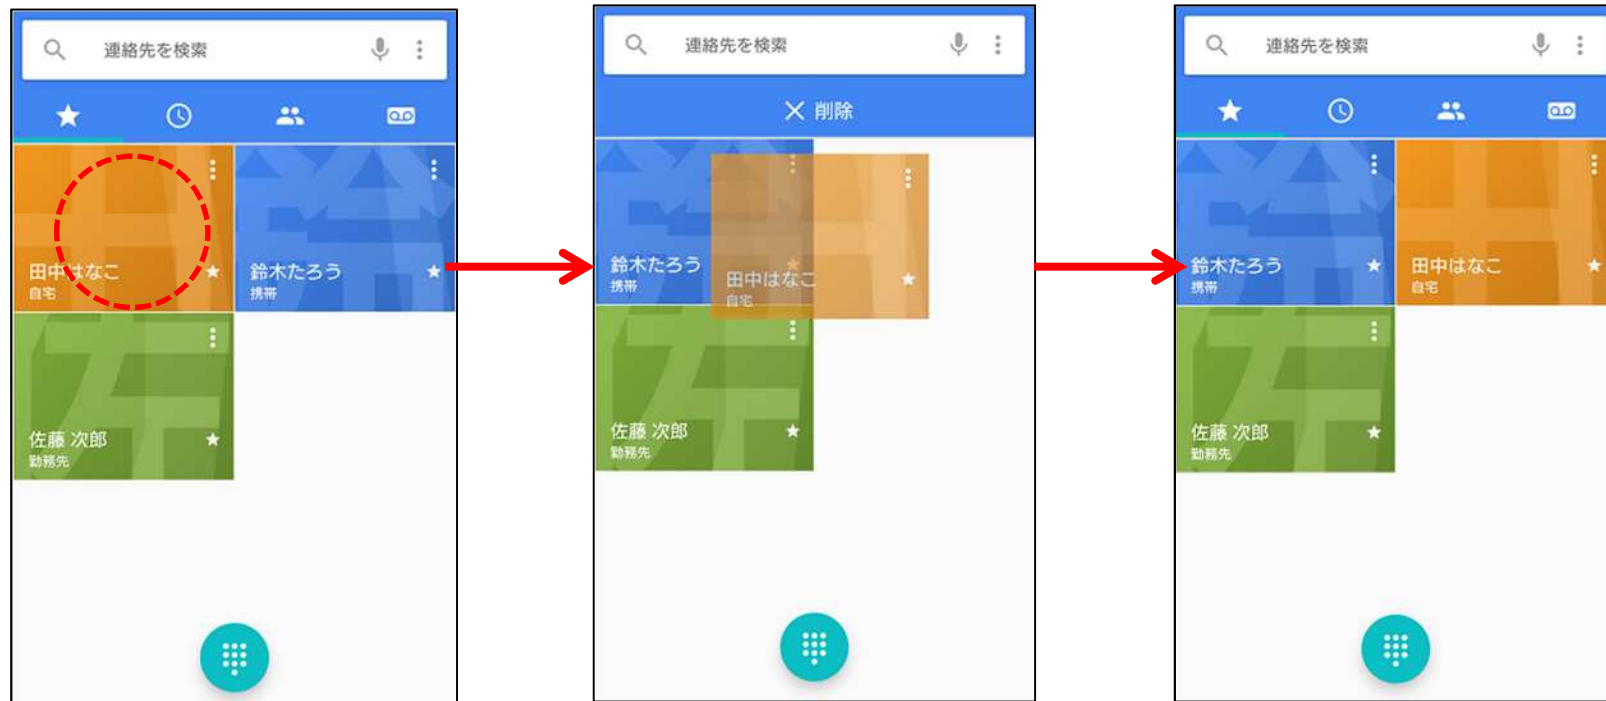 連絡先を検索
田中はなこ
自宅
鈴木たろう
携帯
佐藤 次郎
勤務先
連絡先を検索
削除
鈴木たろう
携帯
田中はなこ
自宅
佐藤 次郎
勤務先
連絡先を検索
鈴木たろう
携帯
田中はなこ
自宅
佐藤 次郎
勤務先